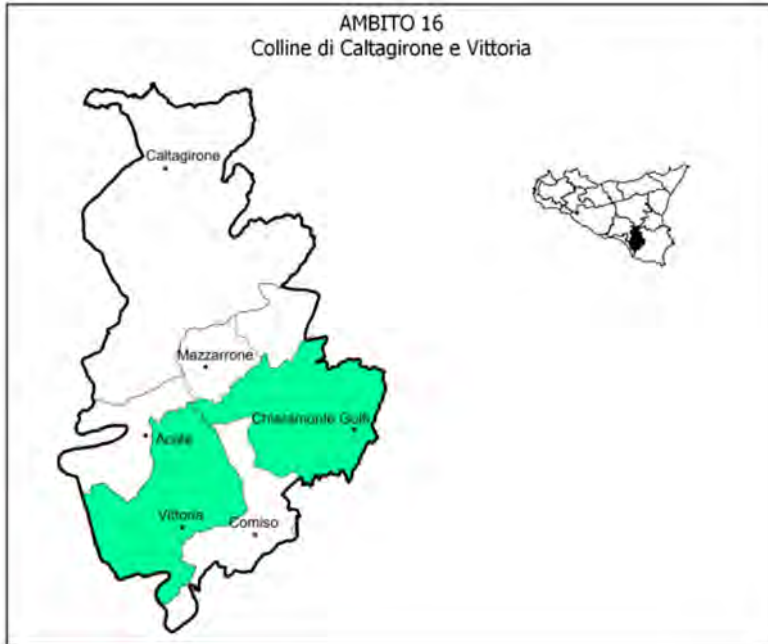 AMBITO 16
Colline di Caltagirone e Vittoria
Caltagirone
Mazzarrone
Chiaramonte Gulfi
Acate
Vittoria
Comiso